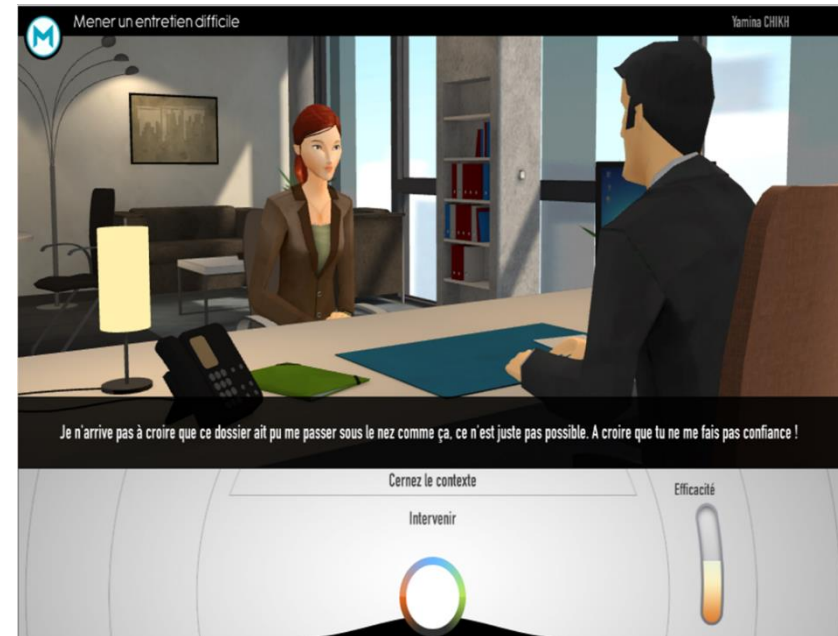 M
Mener un entretien difficile
Yamina CHIKH
Je n'arrive pas à croire que ce dossier ait pu me passer sous le nez comme ça, ce n'est juste pas possible. A croire que tu ne me fais pas confiance !
Cernez le contexte
Intervenir
Efficacité